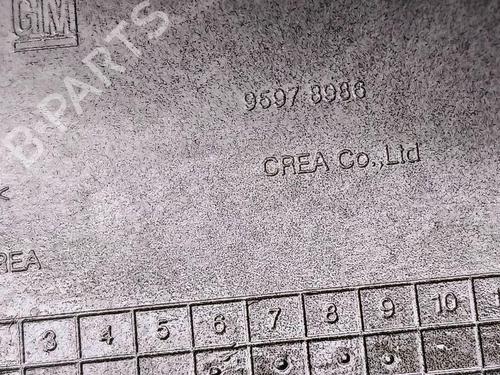 GM
B-PARTS
9597 8986
CREA Co.,Ltd
<
REA
3 4 5 6 7 8 9 10